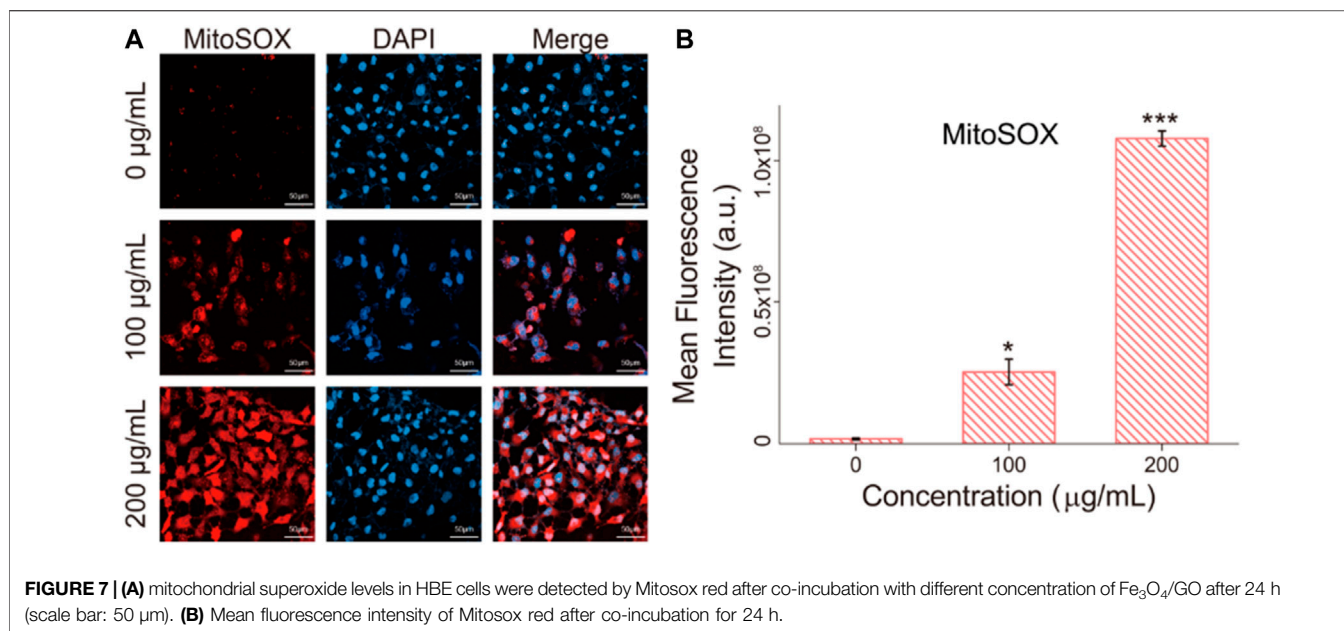 A
MitoSOX DAPI Merge
0 µg/mL
50µm 50µm 50µm
100 µg/mL
50µm 50µm 50µm
200 µg/mL
50µm 50µm 50µm
B
MitoSOX
Mean Fluorescence
Intensity (a.u.)
1.0x10⁸
0.5x10⁸
0
*
***
0 100 200
Concentration (µg/mL)
FIGURE 7 | (A) mitochondrial superoxide levels in HBE cells were detected by Mitosox red after co-incubation with different concentration of Fe₃O₄/GO after 24 h
(scale bar: 50 µm). (B) Mean fluorescence intensity of Mitosox red after co-incubation for 24 h.